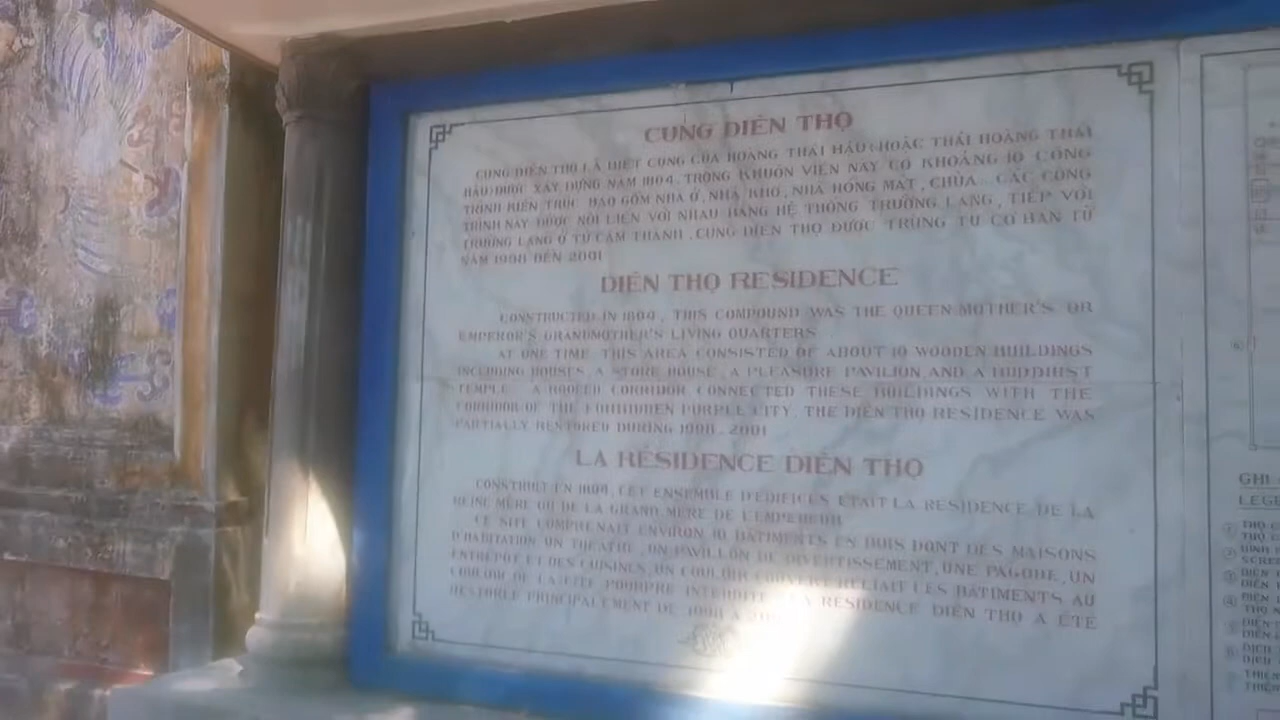 CUNG DIÊN THỌ
CUNG DIÊN THỌ LÀ BIỆT CUNG CỦA HOÀNG THÁI HẬU HOẶC THÁI HOÀNG THÁI
HẬU ĐƯỢC XÂY DỰNG NĂM 1804. TRONG KHUÔN VIÊN NÀY CÓ KHOẢNG 10 CÔNG
TRÌNH KIẾN TRÚC BAO GỒM NHÀ Ở, NHÀ KHO, NHÀ HÓNG MÁT, CHÙA. CÁC CÔNG
TRÌNH NÀY ĐƯỢC NỐI LIỀN VỚI NHAU BẰNG HỆ THỐNG TRƯỜNG LANG, TIẾP VỚI
TRƯỜNG LANG Ở TỬ CẤM THÀNH. CUNG DIÊN THỌ ĐƯỢC TRÙNG TU CƠ BẢN TỪ
NĂM 1998 ĐẾN 2001
DIÊN THỌ RESIDENCE
CONSTRUCTED IN 1804, THIS COMPOUND WAS THE QUEEN MOTHER'S OR
EMPEROR'S GRANDMOTHER'S LIVING QUARTERS
AT ONE TIME THIS AREA CONSISTED OF ABOUT 10 WOODEN BUILDINGS
INCLUDING HOUSES, A STORE HOUSE, A PLEASURE PAVILION AND A BUDDHIST
TEMPLE. A ROOFED CORRIDOR CONNECTED THESE BUILDINGS WITH THE
CORRIDOR OF THE FORBIDDEN PURPLE CITY. THE DIÊN THỌ RESIDENCE WAS
PARTIALLY RESTORED DURING 1998-2001
LA RÉSIDENCE DIÊN THỌ
CONSTRUIT EN 1804, CET ENSEMBLE D'ÉDIFICES ÉTAIT LA RESIDENCE DE LA
REINE MÈRE OU DE LA GRAND MÈRE DE L'EMPEREUR
CE SITE COMPRENAIT ENVIRON 10 BÂTIMENTS EN BOIS DONT DES MAISONS
D'HABITATION UN THÉATRE, UN PAVILLON DE DIVERTISSEMENT, UNE PAGODE, UN
ENTREPÔT ET DES CUISINES, UN COULOIR COUVERT RELIAIT LES BÂTIMENTS AU
COULOIR DE LA CITÉ POURPRE INTERDITE. LA RESIDENCE DIÊN THỌ A ÉTÉ
RESTORÉE PRINCIPALEMENT DE 1998 À
GHI
LEGE